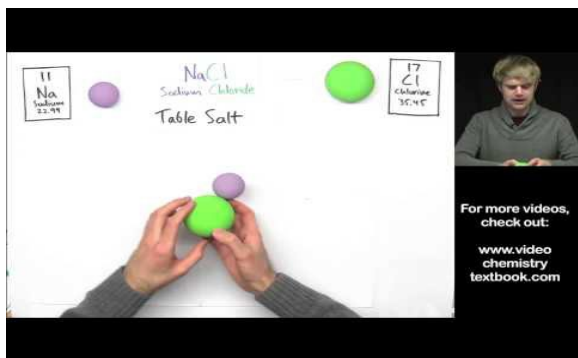 11
Na
Sodium
22.99
NaCl
Sodium Chloride
Table Salt
17
Cl
Chlorine
35.45
For more videos,
check out:
www.video
chemistry
textbook.com